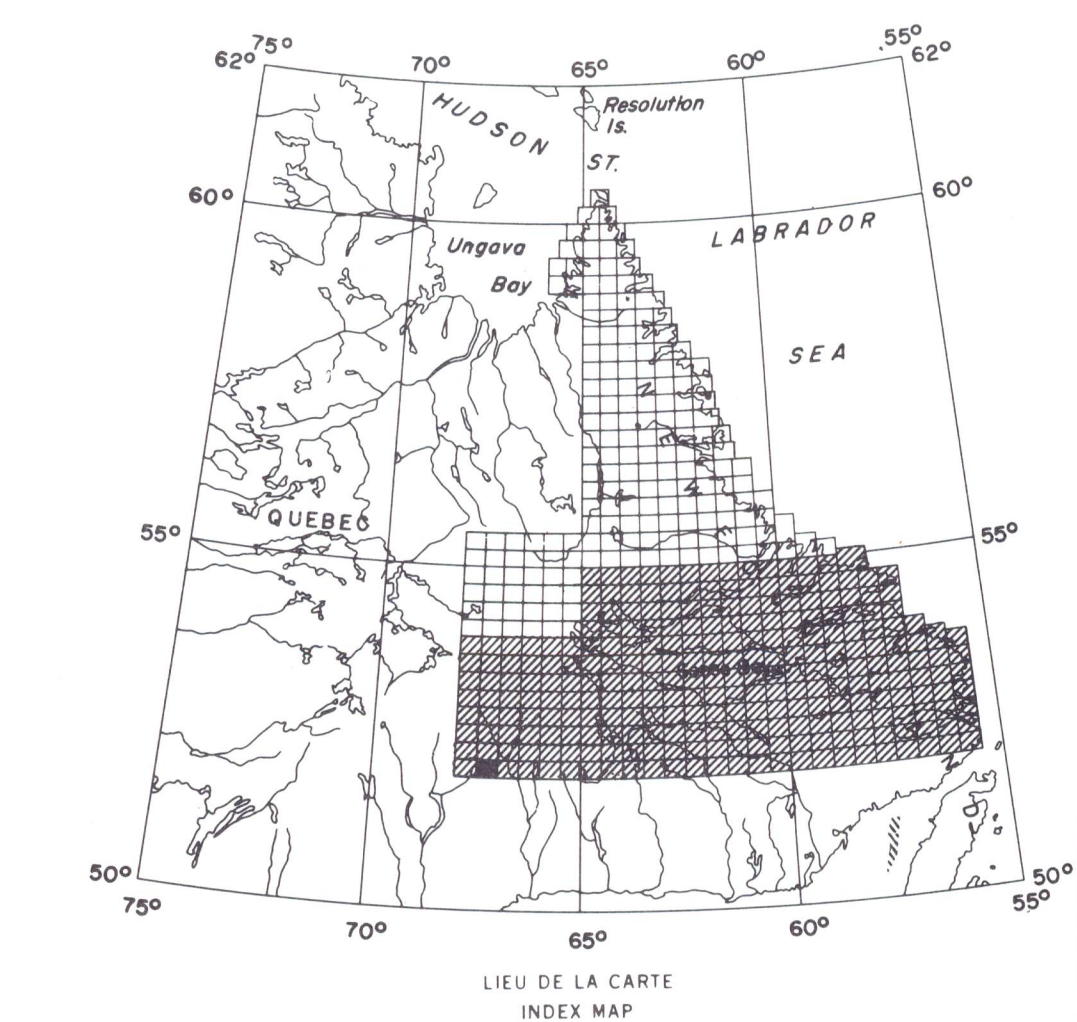 75°
62°
70°
65°
60°
55°
62°
HUDSON
Resolution
Is.
ST.
60°
60°
LABRADOR
Ungava
Bay
SEA
QUEBEC
55°
55°
50°
50°
75°
55°
70°
65°
60°
LIEU DE LA CARTE
INDEX MAP